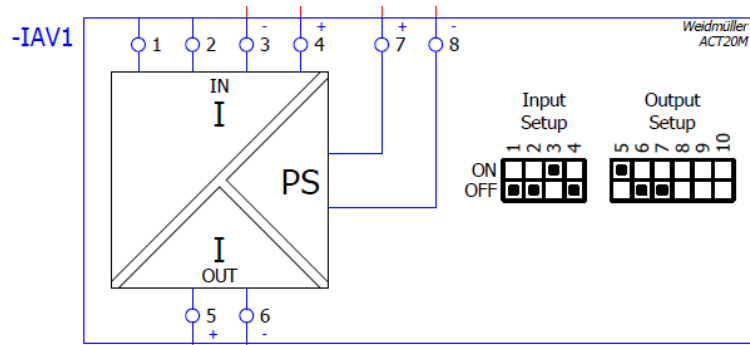 -IAV1
- + + -
1 2 3 4 7 8
Weidmüller
ACT20M
IN
I
PS
I
OUT
5 6
+ -
Input
Setup
1 2 3 4
Output
Setup
5 6 7 8 9 10
ON
OFF